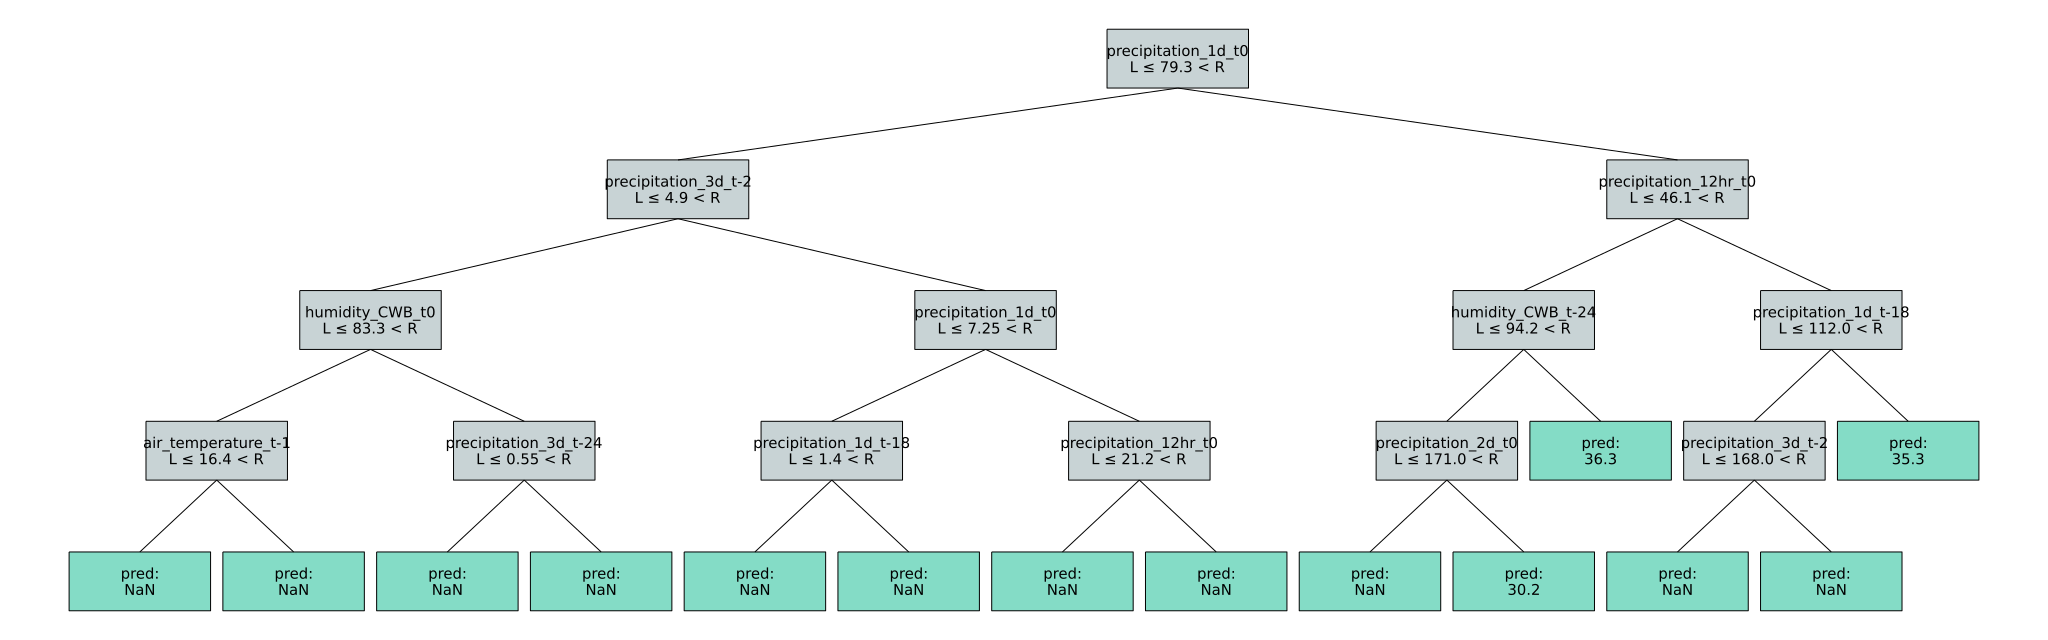 precipitation_1d_t0
L ≤ 79.3 < R
precipitation_3d_t-2
L ≤ 4.9 < R
precipitation_12hr_t0
L ≤ 46.1 < R
humidity_CWB_t0
L ≤ 83.3 < R
precipitation_1d_t0
L ≤ 7.25 < R
humidity_CWB_t-24
L ≤ 94.2 < R
precipitation_1d_t-18
L ≤ 112.0 < R
air_temperature_t-1
L ≤ 16.4 < R
precipitation_3d_t-24
L ≤ 0.55 < R
precipitation_1d_t-18
L ≤ 1.4 < R
precipitation_12hr_t0
L ≤ 21.2 < R
precipitation_2d_t0
L ≤ 171.0 < R
pred:
36.3
precipitation_3d_t-2
L ≤ 168.0 < R
pred:
35.3
pred:
NaN
pred:
NaN
pred:
NaN
pred:
NaN
pred:
NaN
pred:
NaN
pred:
NaN
pred:
NaN
pred:
NaN
pred:
30.2
pred:
NaN
pred:
NaN